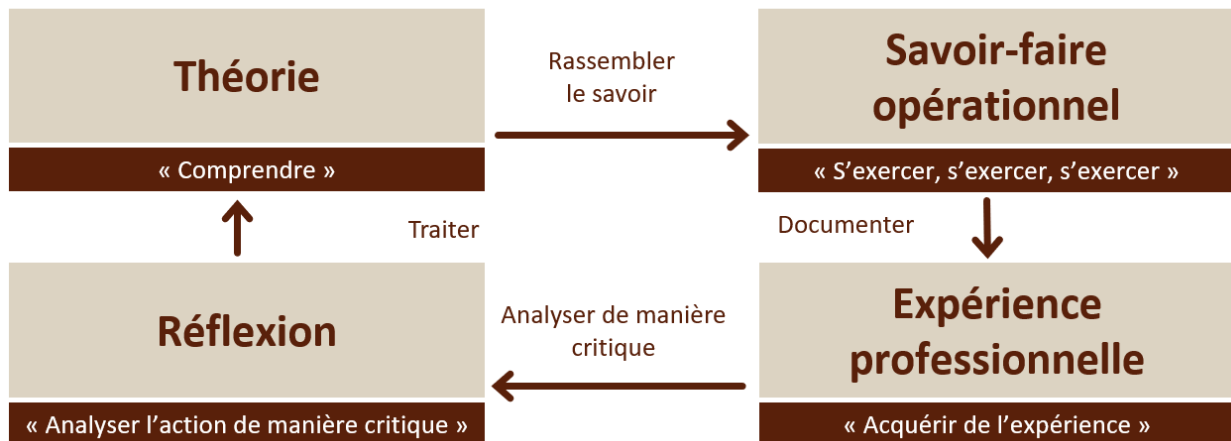 Théorie
« Comprendre »
Rassembler
le savoir
Savoir-faire
opérationnel
« S’exercer, s’exercer, s’exercer »
Traiter
Documenter
Réflexion
« Analyser l’action de manière critique »
Analyser de manière
critique
Expérience
professionnelle
« Acquérir de l’expérience »